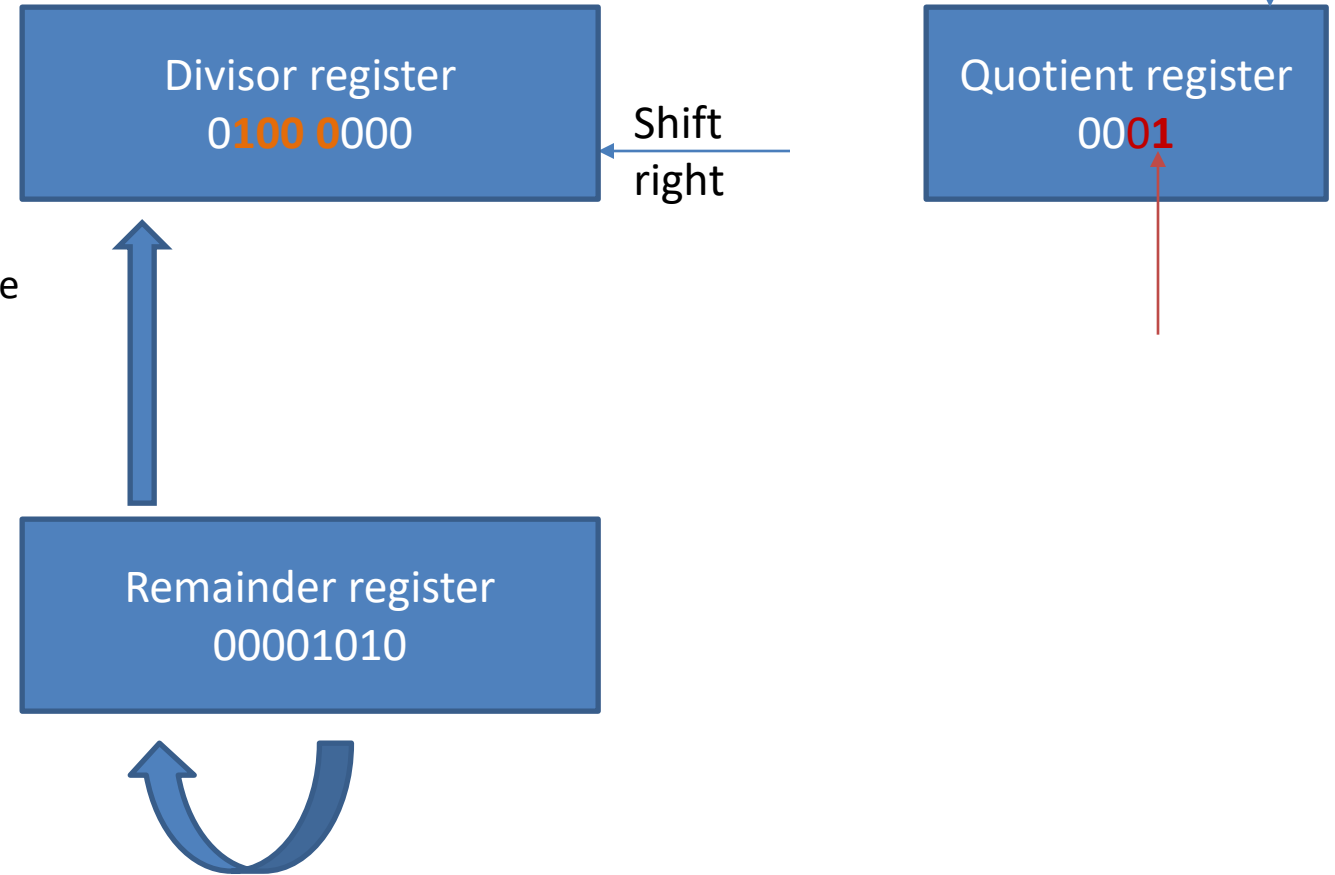 Divisor register
0100 0000
Shift
right
Quotient register
0001
e
Remainder register
00001010